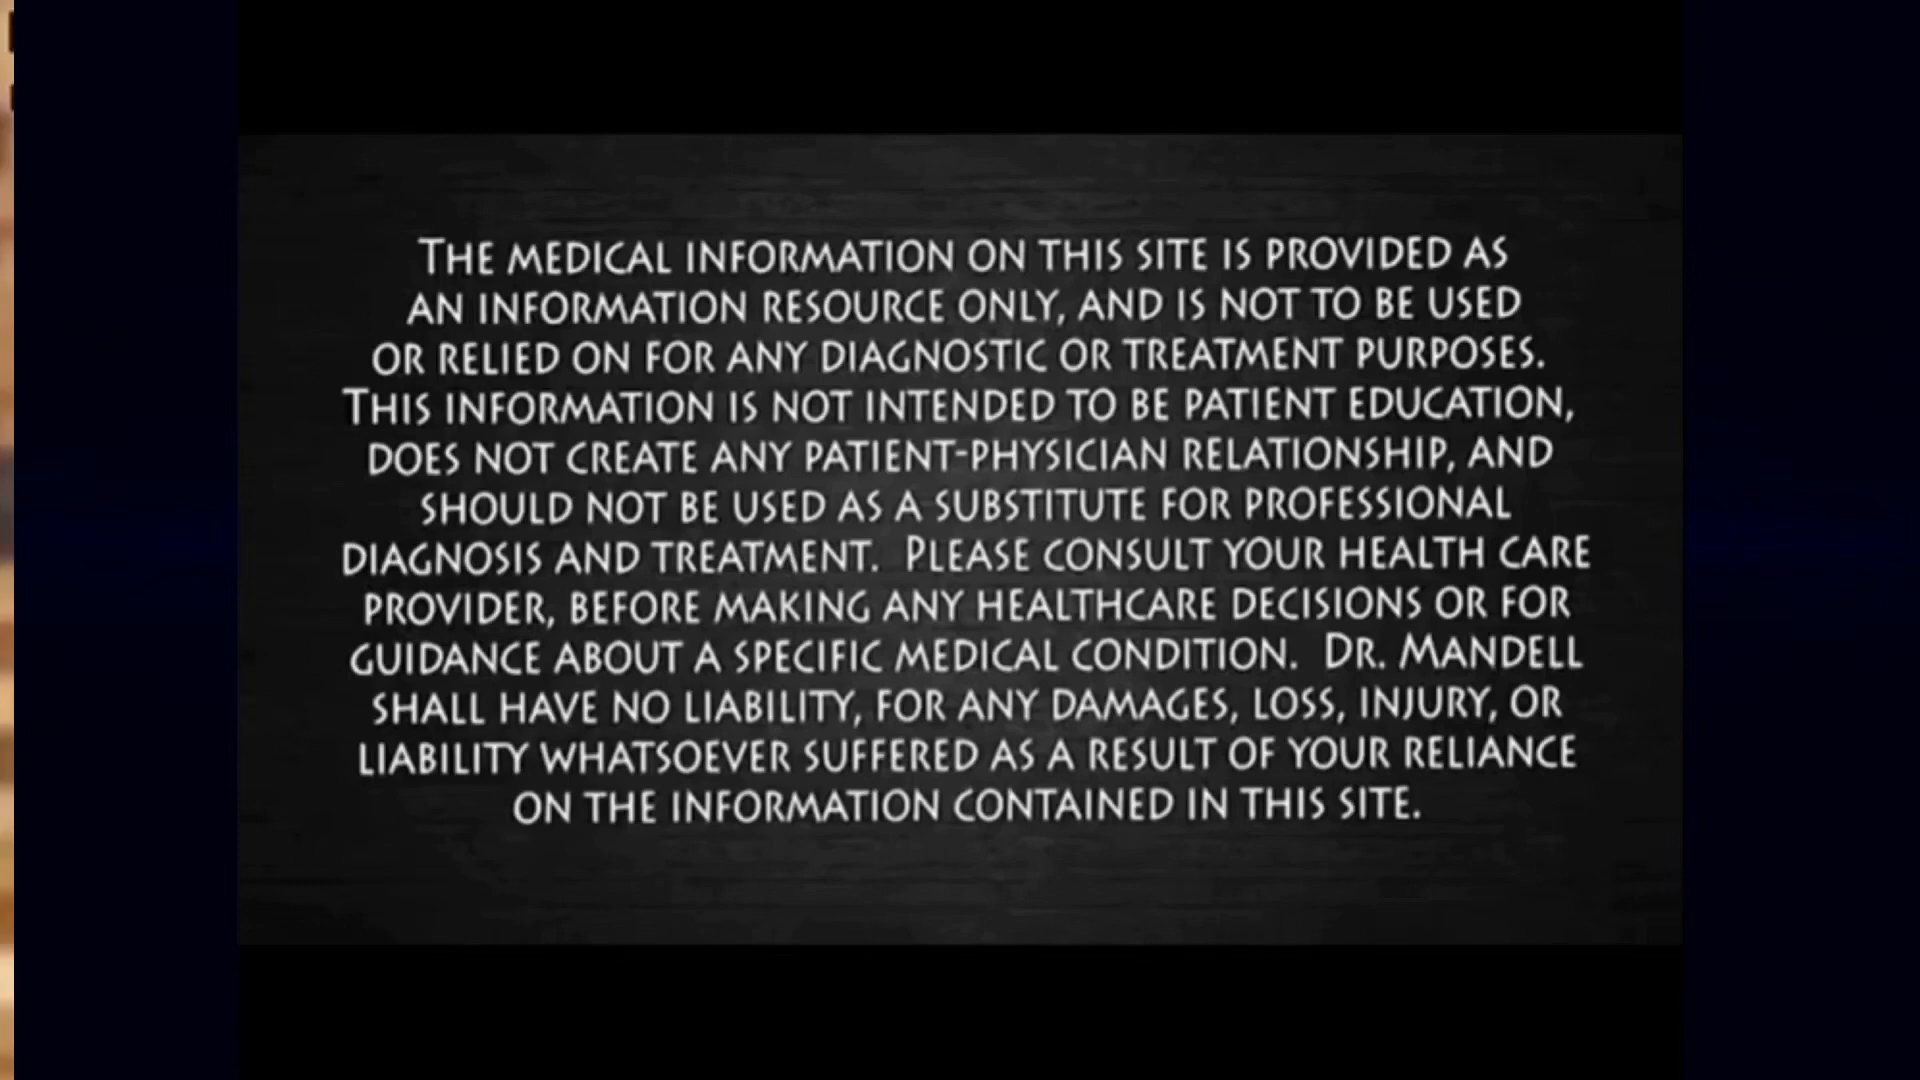 The medical information on this site is provided as
an information resource only, and is not to be used
or relied on for any diagnostic or treatment purposes.
This information is not intended to be patient education,
does not create any patient-physician relationship, and
should not be used as a substitute for professional
diagnosis and treatment.  Please consult your health care
provider, before making any healthcare decisions or for
guidance about a specific medical condition.  Dr. Mandell
shall have no liability, for any damages, loss, injury, or
liability whatsoever suffered as a result of your reliance
on the information contained in this site.